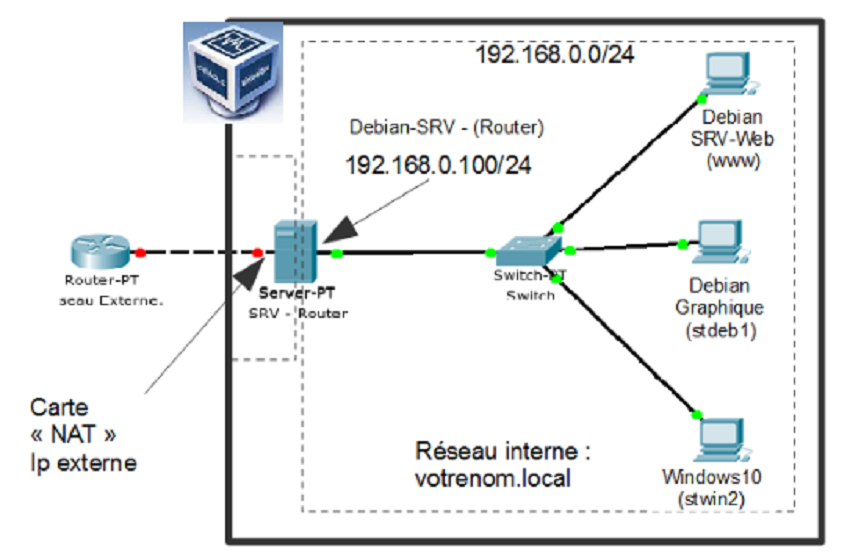 192.168.0.0/24
Debian-SRV - (Router)
192.168.0.100/24
Debian
SRV-Web
(www)
Router-PT
seau Externe.
Server-PT
SRV - Router
Switch-PT
Switch
Debian
Graphique
(stdeb1)
Carte
« NAT »
Ip externe
Réseau interne :
votrenom.local
Windows10
(stwin2)